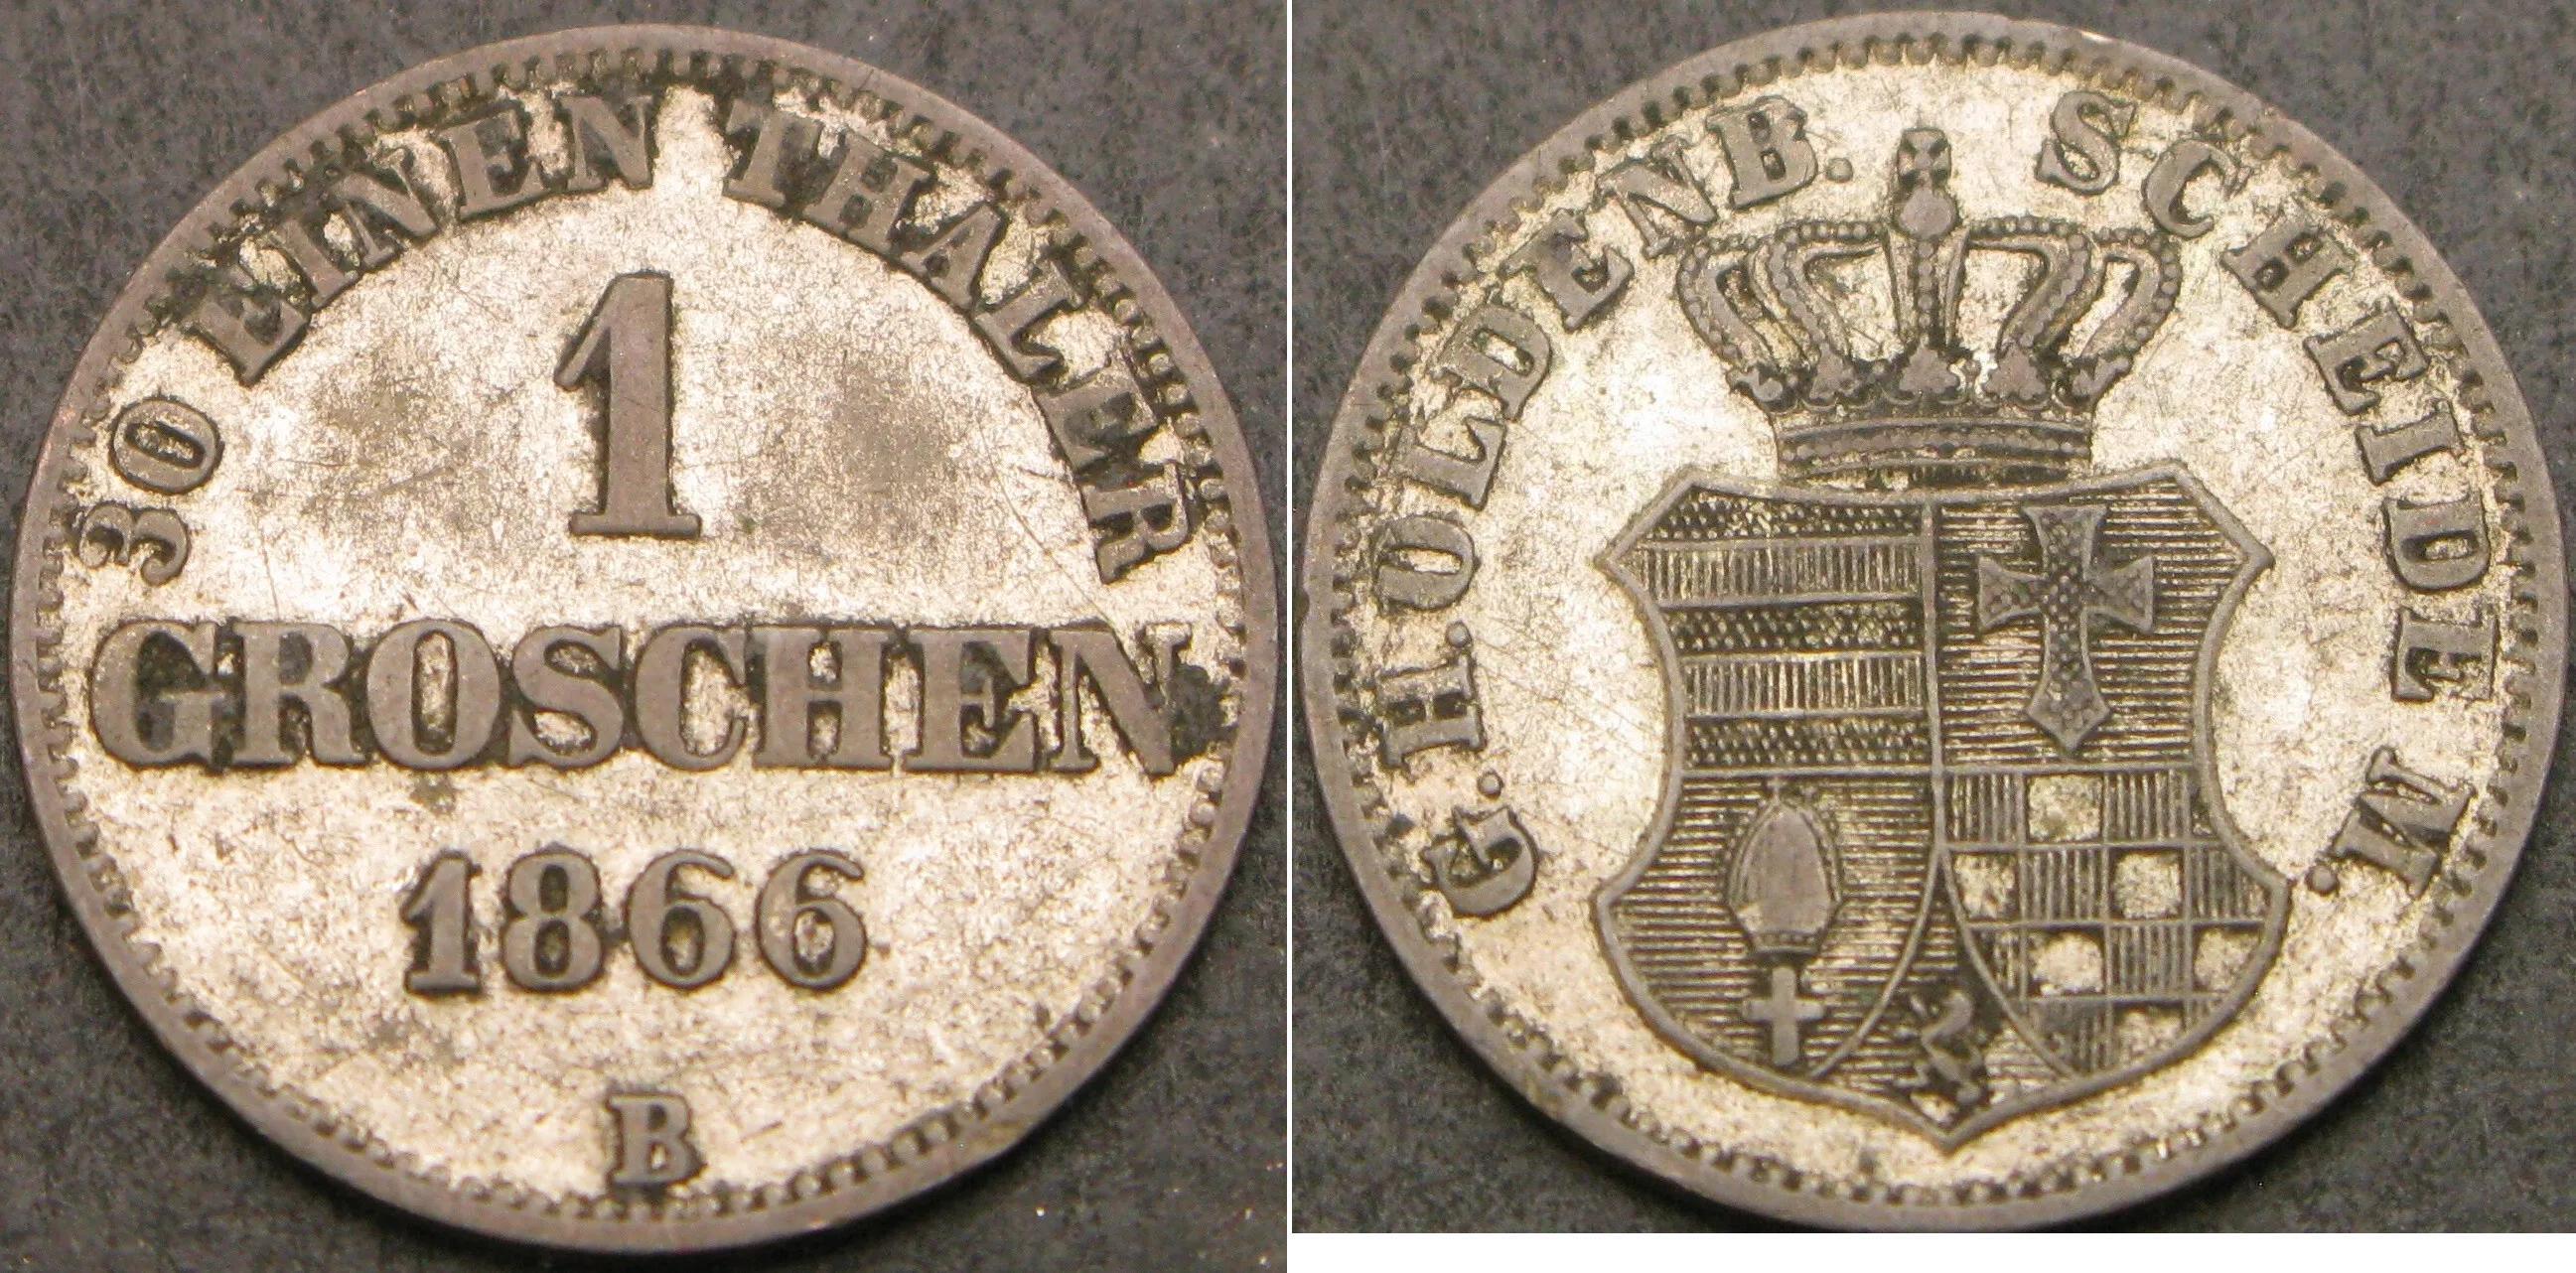 30 EINEN THALER
1
GROSCHEN
1866
B
G.H.OLDENB. SCHEIDE M.